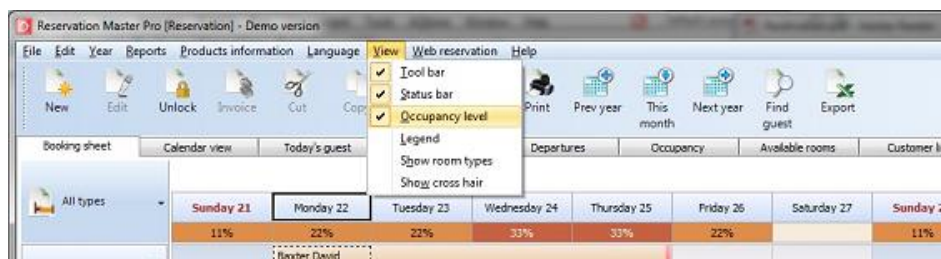 Reservation Master Pro [Reservation] - Demo version
File Edit Year Reports Products information Language View Web reservation Help
Tool bar
Status bar
Occupancy level
Legend
Show room types
Show cross hair
New Edit Unlock Invoice Cut Print Prev year This month Next year Find guest Export
Booking sheet Calendar view Today's guest Departures Occupancy Available rooms Customer
All types
Sunday 21 Monday 22 Tuesday 23 Wednesday 24 Thursday 25 Friday 26 Saturday 27 Sunday
11% 22% 22% 33% 33% 22% 11%
Baxter David